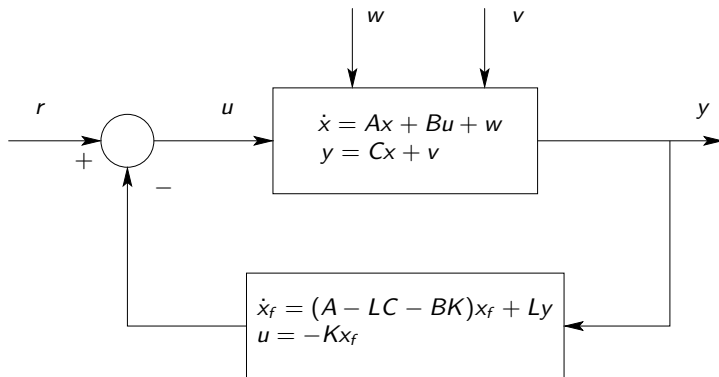 w v
r u y
ẋ = Ax + Bu + w
y = Cx + v
+
−
ẋ_f = (A − LC − BK)x_f + Ly
u = −Kx_f